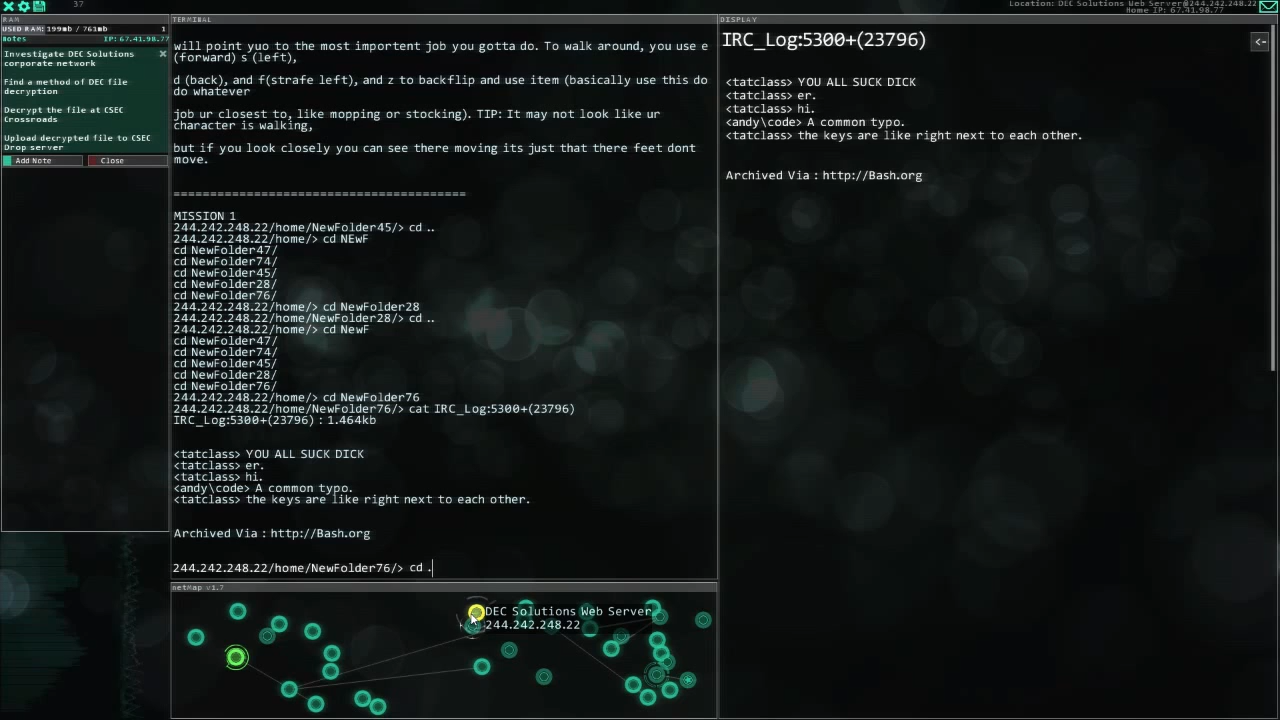 37
Location: DEC Solutions Web Server@244.242.248.22
Home IP: 67.41.98.77
RAM
USED RAM: 199mb / 761mb 1
notes IP: 67.41.98.77
Investigate DEC Solutions
corporate network
Find a method of DEC file
decryption
Decrypt the file at CSEC
Crossroads
Upload decrypted file to CSEC
Drop server
Add Note Close
TERMINAL
will point yuo to the most importent job you gotta do. To walk around, you use e
(forward) s (left),
d (back), and f(strafe left), and z to backflip and use item (basically use this do
do whatever
job ur closest to, like mopping or stocking). TIP: It may not look like ur
character is walking,
but if you look closely you can see there moving its just that there feet dont
move.
========================================
MISSION 1
244.242.248.22/home/NewFolder45/> cd ..
244.242.248.22/home/> cd NEwF
cd NewFolder47/
cd NewFolder74/
cd NewFolder45/
cd NewFolder28/
cd NewFolder76/
244.242.248.22/home/> cd NewFolder28
244.242.248.22/home/NewFolder28/> cd ..
244.242.248.22/home/> cd NewF
cd NewFolder47/
cd NewFolder74/
cd NewFolder45/
cd NewFolder28/
cd NewFolder76/
244.242.248.22/home/> cd NewFolder76
244.242.248.22/home/NewFolder76/> cat IRC_Log:5300+(23796)
IRC_Log:5300+(23796) : 1.464kb
<tatclass> YOU ALL SUCK DICK
<tatclass> er.
<tatclass> hi.
<andy\code> A common typo.
<tatclass> the keys are like right next to each other.
Archived Via : http://Bash.org
244.242.248.22/home/NewFolder76/> cd .
netMap v1.7
DEC Solutions Web Server
244.242.248.22
DISPLAY
IRC_Log:5300+(23796)
<-
<tatclass> YOU ALL SUCK DICK
<tatclass> er.
<tatclass> hi.
<andy\code> A common typo.
<tatclass> the keys are like right next to each other.
Archived Via : http://Bash.org